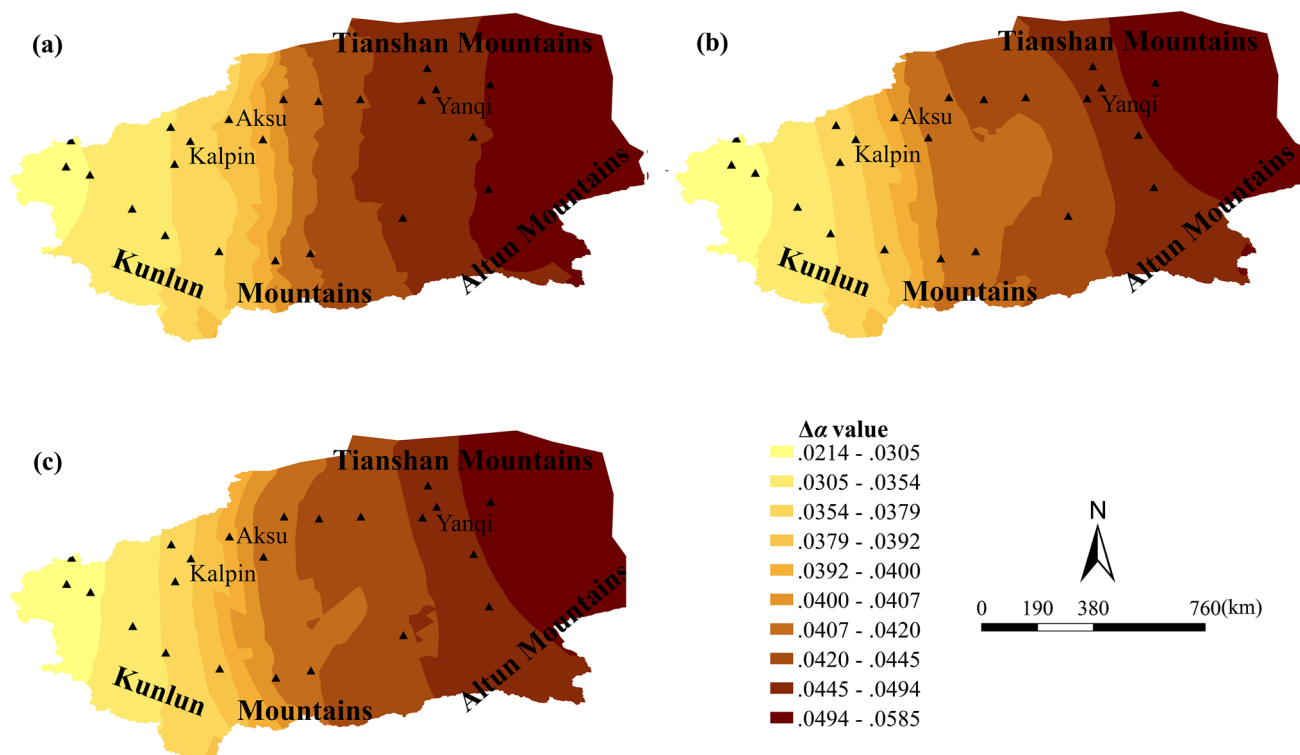 (a)
Tianshan Mountains
Aksu
Yanqi
Kalpin
Kunlun
Mountains
Altun Mountains
(b)
Tianshan Mountains
Aksu
Yanqi
Kalpin
Kunlun
Mountains
Altun Mountains
(c)
Tianshan Mountains
Aksu
Yanqi
Kalpin
Kunlun
Mountains
Altun Mountains
Δα value
.0214 - .0305
.0305 - .0354
.0354 - .0379
.0379 - .0392
.0392 - .0400
.0400 - .0407
.0407 - .0420
.0420 - .0445
.0445 - .0494
.0494 - .0585
N
0 190 380 760(km)